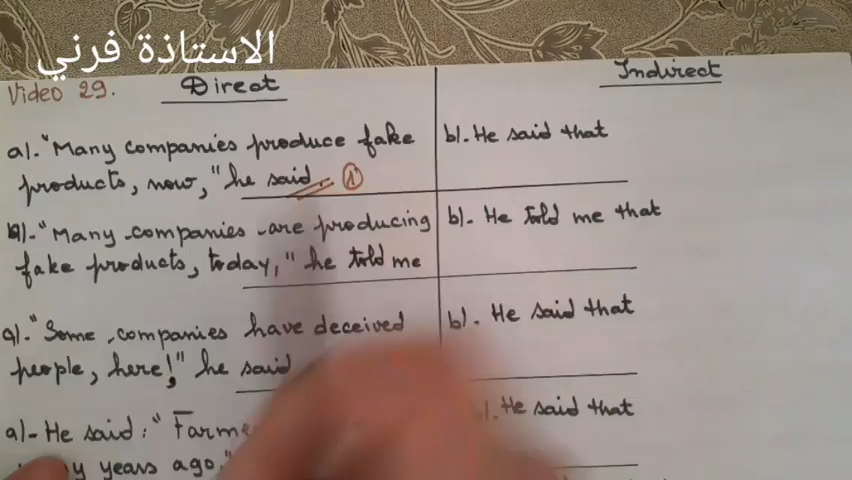 الاستاذة فرني
Video 29.
Direct
Indirect
a)- "Many companies produce fake
products, now," he said. ①
b)- He said that
a)- "Many companies are producing
fake products, today," he told me
b)- He told me that
a)- "Some companies have deceived
people, here!" he said
b)- He said that
a)- He said: "
years ago,"
He said that